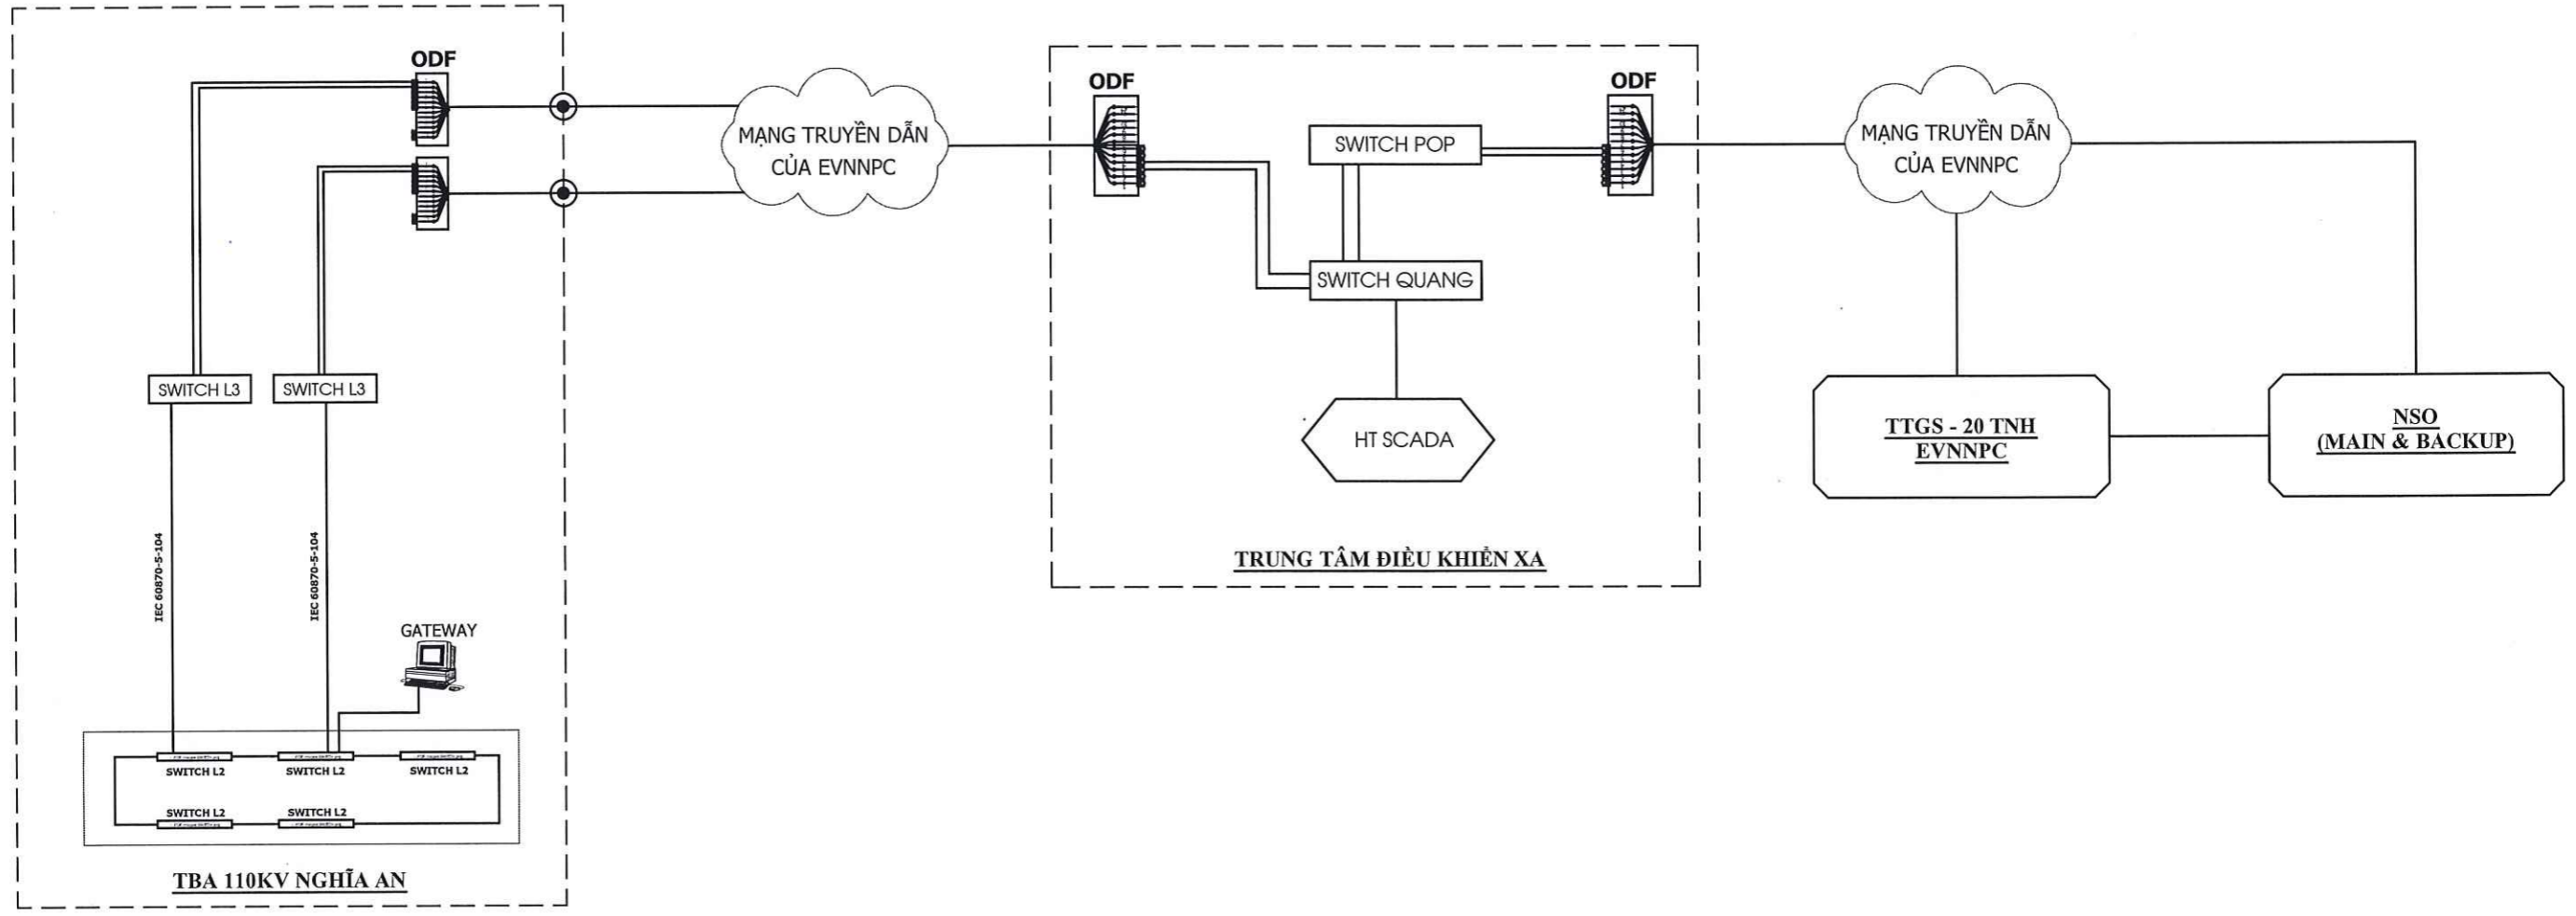 ODF
SWITCH L3
SWITCH L3
IEC 60870-5-104
IEC 60870-5-104
GATEWAY
SWITCH L2
SWITCH L2
SWITCH L2
SWITCH L2
SWITCH L2
TBA 110KV NGHĨA AN
MẠNG TRUYỀN DẪN
CỦA EVNNPC
ODF
ODF
SWITCH POP
SWITCH QUANG
HT SCADA
TRUNG TÂM ĐIỀU KHIỂN XA
MẠNG TRUYỀN DẪN
CỦA EVNNPC
TTGS - 20 TNH
EVNNPC
NSO
(MAIN & BACKUP)